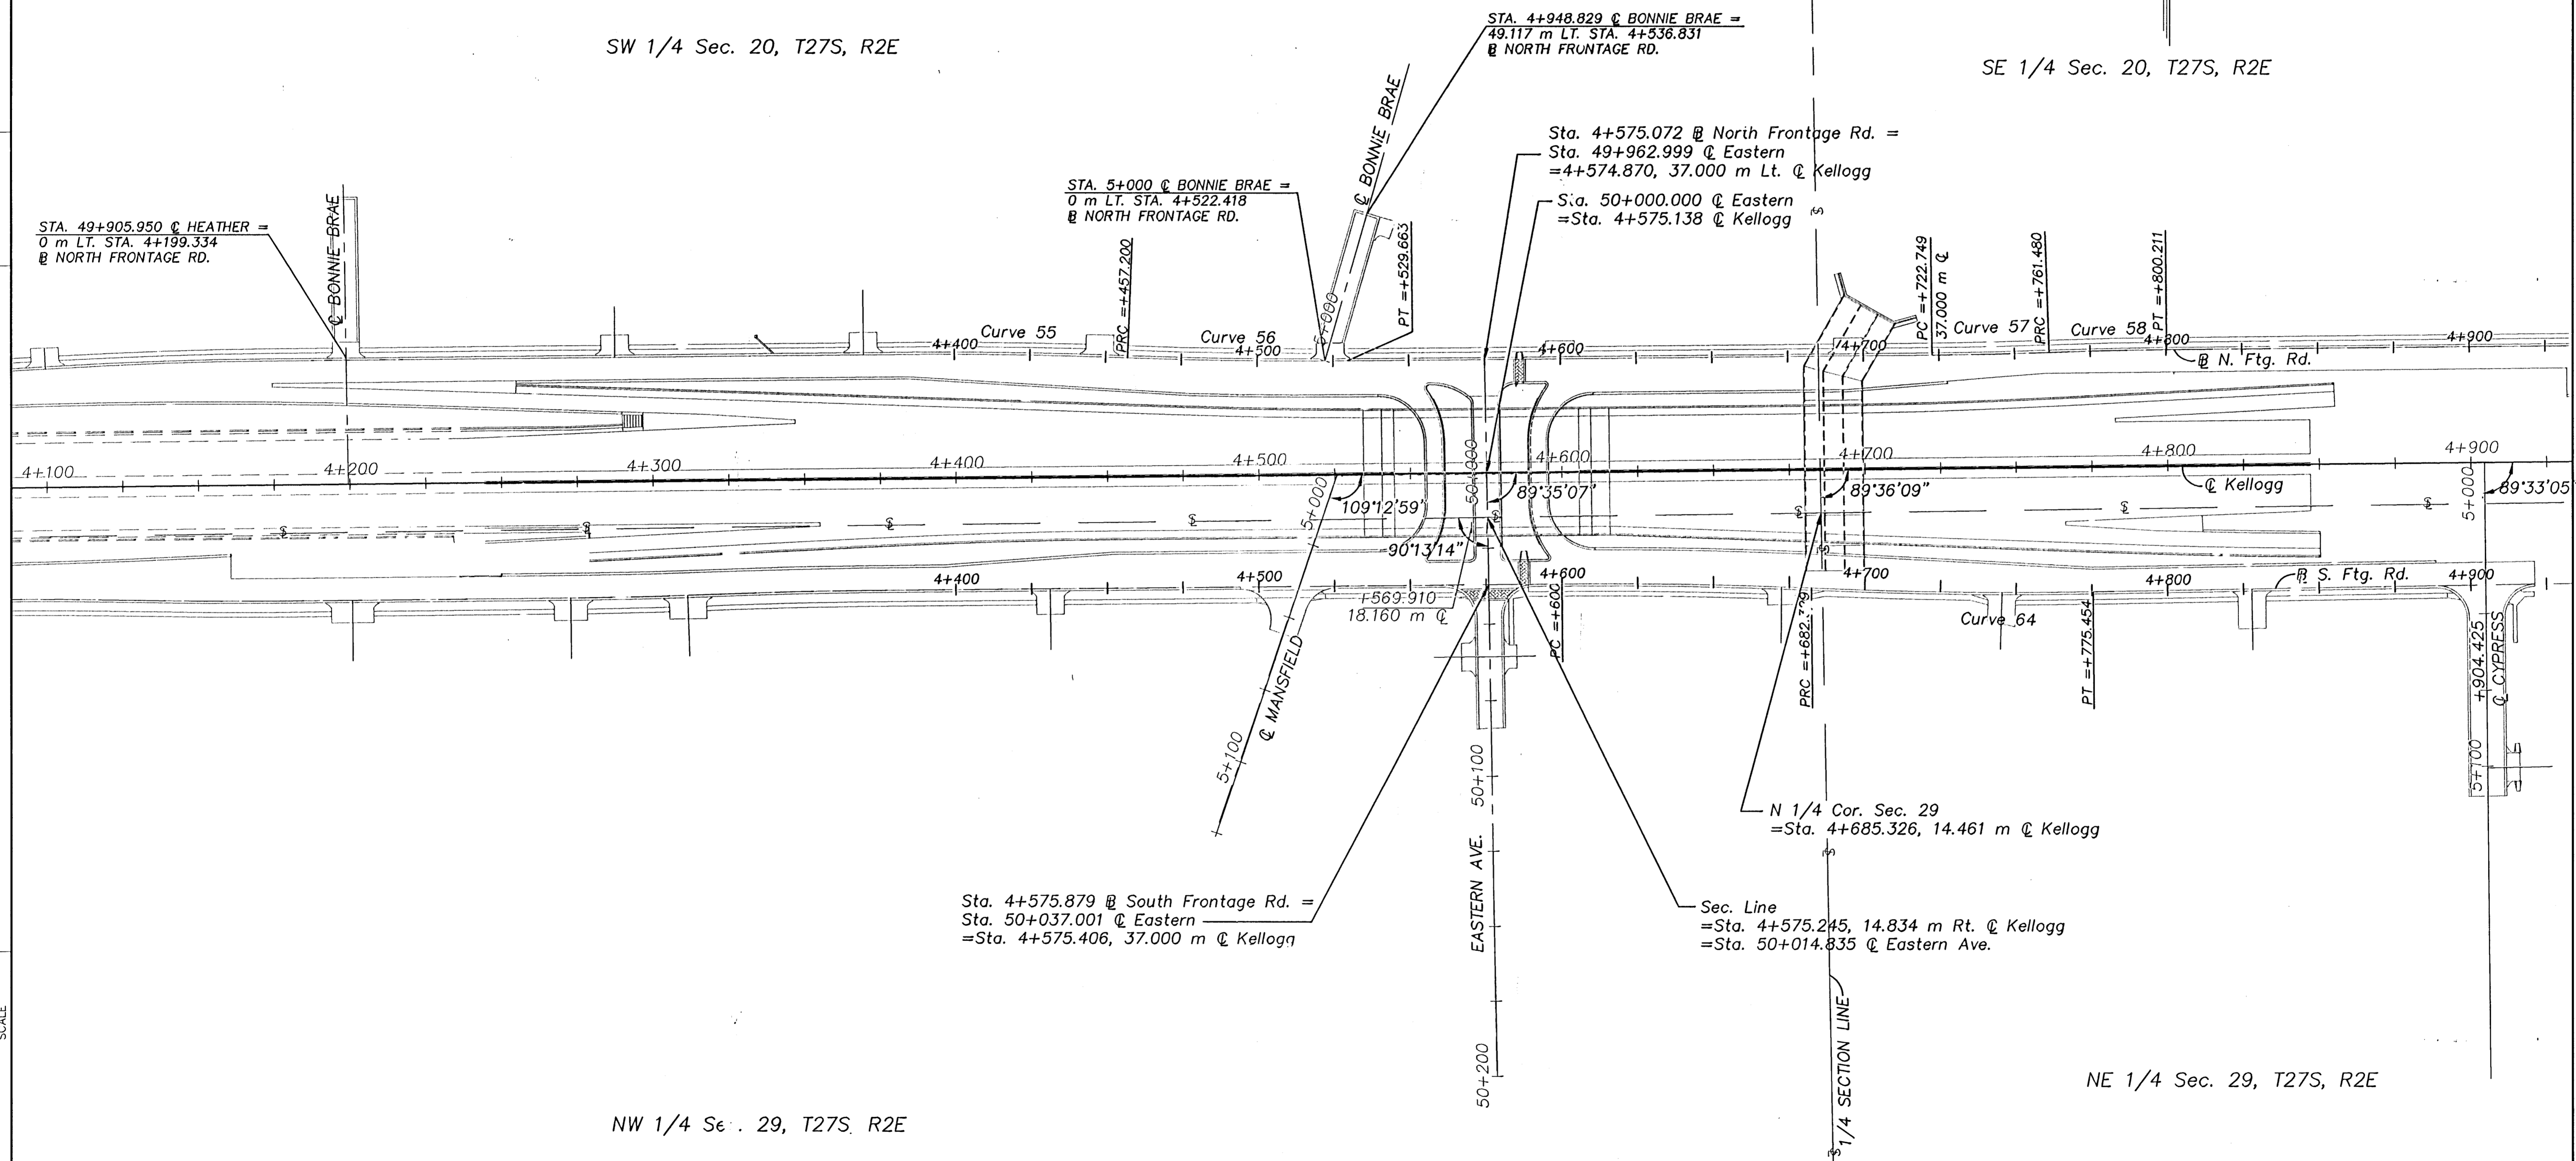 SW 1/4 Sec. 20, T27S, R2E
STA. 4+948.829 ℄ BONNIE BRAE =
49.117 m LT. STA. 4+536.831
℔ NORTH FRONTAGE RD.
SE 1/4 Sec. 20, T27S, R2E
℄ BONNIE BRAE
Sta. 4+575.072 ℔ North Frontage Rd. =
Sta. 49+962.999 ℄ Eastern
=4+574.870, 37.000 m Lt. ℄ Kellogg
Sta. 50+000.000 ℄ Eastern
=Sta. 4+575.138 ℄ Kellogg
STA. 5+000 ℄ BONNIE BRAE =
0 m LT. STA. 4+522.418
℔ NORTH FRONTAGE RD.
STA. 49+905.950 ℄ HEATHER =
0 m LT. STA. 4+199.334
℔ NORTH FRONTAGE RD.
℄ BONNIE BRAE
PRC =+457.200
5+000
PT =+529.663
PC =+722.749
37.000 m ℄
PRC =+761.480
PT =+800.211
4+400
Curve 55
Curve 56
4+500
4+600
4+700
Curve 57
Curve 58
4+800
4+900
℔ N. Ftg. Rd.
4+100
4+200
4+300
4+400
4+500
50+000
4+600
4+700
4+800
4+900
5+000
109°12'59"
89°35'07"
89°36'09"
℄ Kellogg
5+000
89°33'05
90°13'14"
4+400
4+500
4+600
4+700
4+800
℔ S. Ftg. Rd.
4+900
+569.910
18.160 m ℄
PC =+600
PRC =+682.
Curve 64
PT =+775.454
+904.425
℄ CYPRESS
℄ MANSFIELD
5+100
50+100
5+100
N 1/4 Cor. Sec. 29
=Sta. 4+685.326, 14.461 m ℄ Kellogg
EASTERN AVE.
Sta. 4+575.879 ℔ South Frontage Rd. =
Sta. 50+037.001 ℄ Eastern
=Sta. 4+575.406, 37.000 m ℄ Kellogg
Sec. Line
=Sta. 4+575.245, 14.834 m Rt. ℄ Kellogg
=Sta. 50+014.835 ℄ Eastern Ave.
SCALE
50+200
1/4 SECTION LINE
NE 1/4 Sec. 29, T27S, R2E
NW 1/4 Se . 29, T27S, R2E